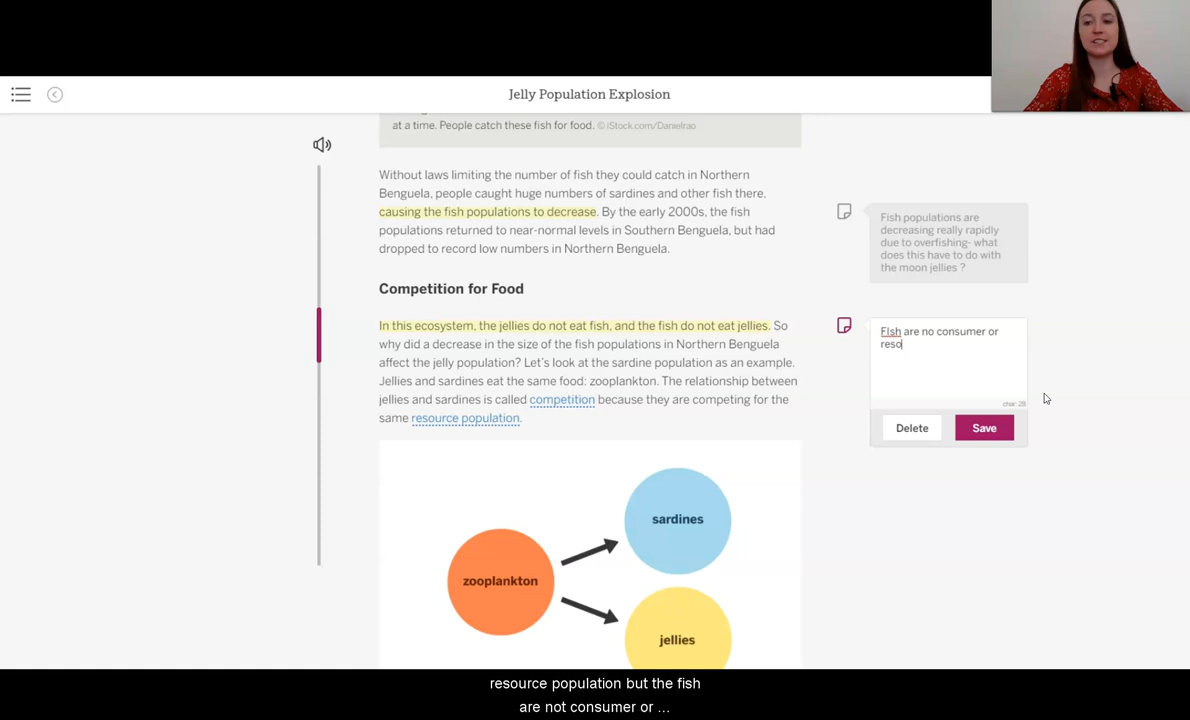 Jelly Population Explosion
at a time. People catch these fish for food. © iStock.com/Danielrao
Without laws limiting the number of fish they could catch in Northern
Benguela, people caught huge numbers of sardines and other fish there,
causing the fish populations to decrease. By the early 2000s, the fish
populations returned to near-normal levels in Southern Benguela, but had
dropped to record low numbers in Northern Benguela.
Fish populations are
decreasing really rapidly
due to overfishing- what
does this have to do with
the moon jellies ?
Competition for Food
In this ecosystem, the jellies do not eat fish, and the fish do not eat jellies. So
why did a decrease in the size of the fish populations in Northern Benguela
affect the jelly population? Let's look at the sardine population as an example.
Jellies and sardines eat the same food: zooplankton. The relationship between
jellies and sardines is called competition because they are competing for the
same resource population.
FIsh are no consumer or
reso
char: 28
Delete
Save
sardines
zooplankton
jellies
resource population but the fish
are not consumer or ...